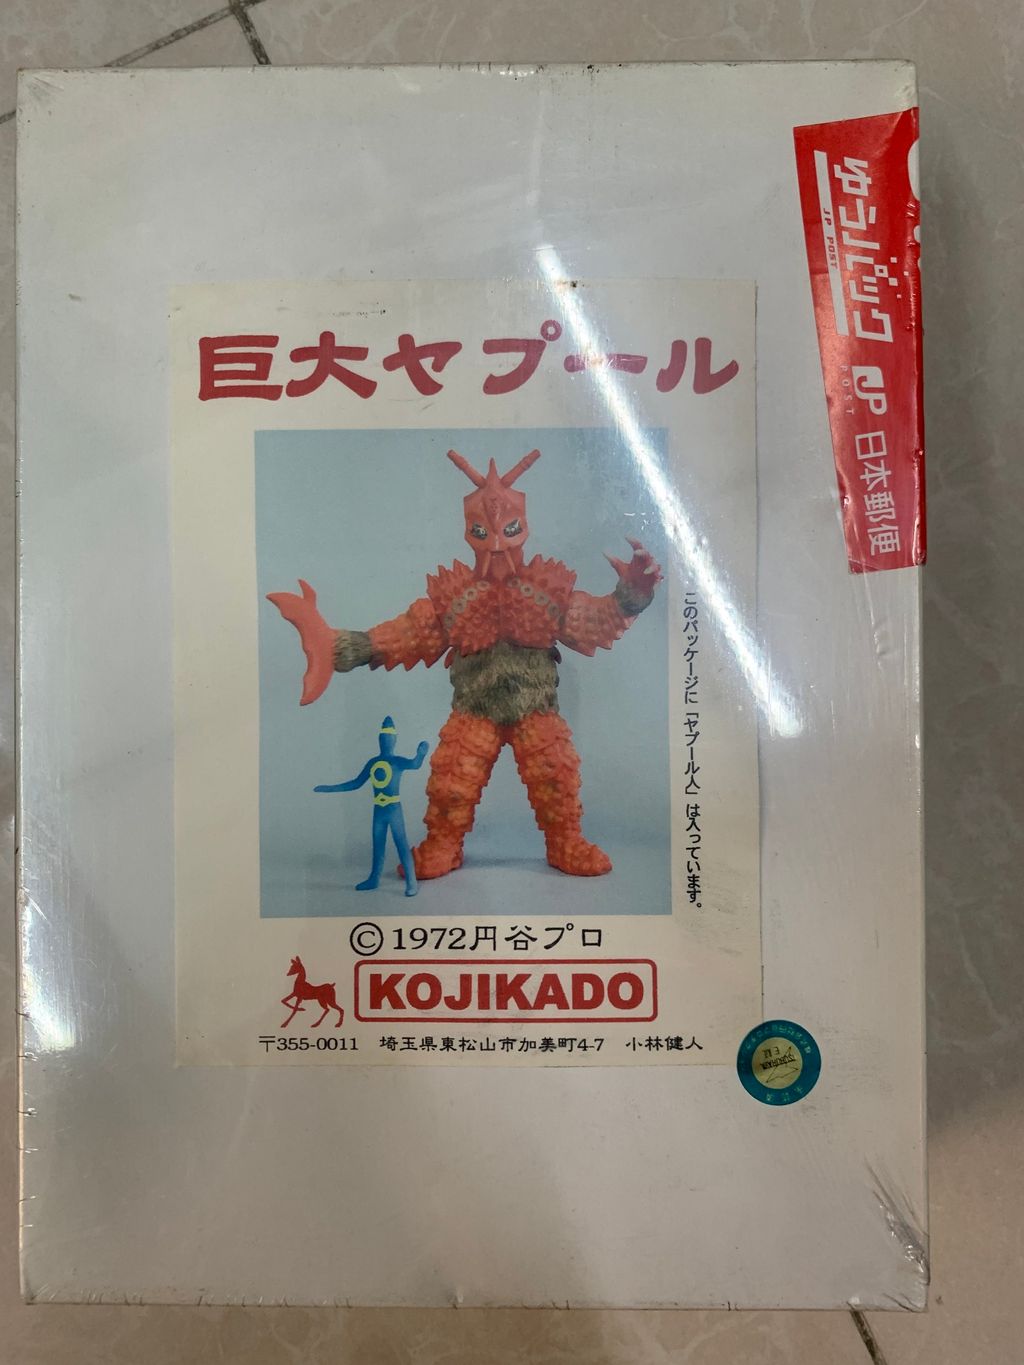 巨大ヤプール
このパッケージに「ヤプール人」は入っています。
©1972円谷プロ
KOJIKADO
〒355-0011 埼玉県東松山市加美町4-7 小林健人
ゆうパック
JP POST
JP
POST
日本郵便